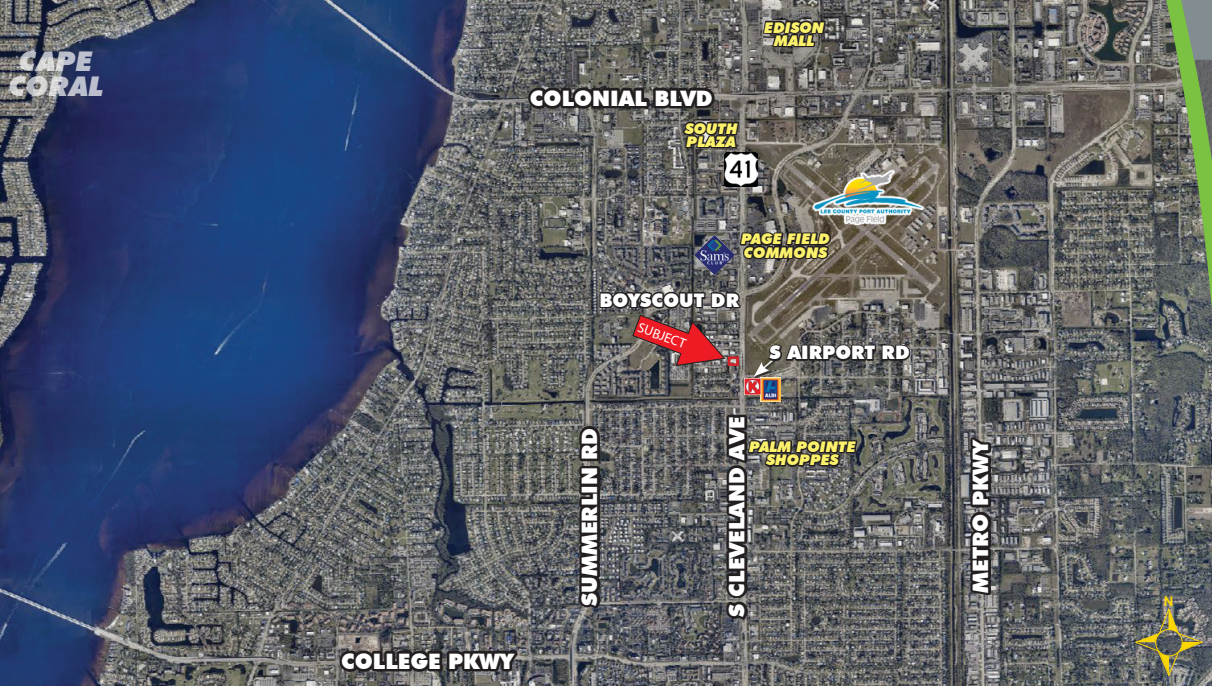 EDISON
MALL
CAPE
CORAL
COLONIAL BLVD
SOUTH
PLAZA
41
LEE COUNTY PORT AUTHORITY
Page Field
PAGE FIELD
COMMONS
Sam's
CLUB
BOYSCOUT DR
SUBJECT
S AIRPORT RD
K
ALDI
PALM POINTE
SHOPPES
SUMMERLIN RD
S CLEVELAND AVE
METRO PKWY
N
COLLEGE PKWY